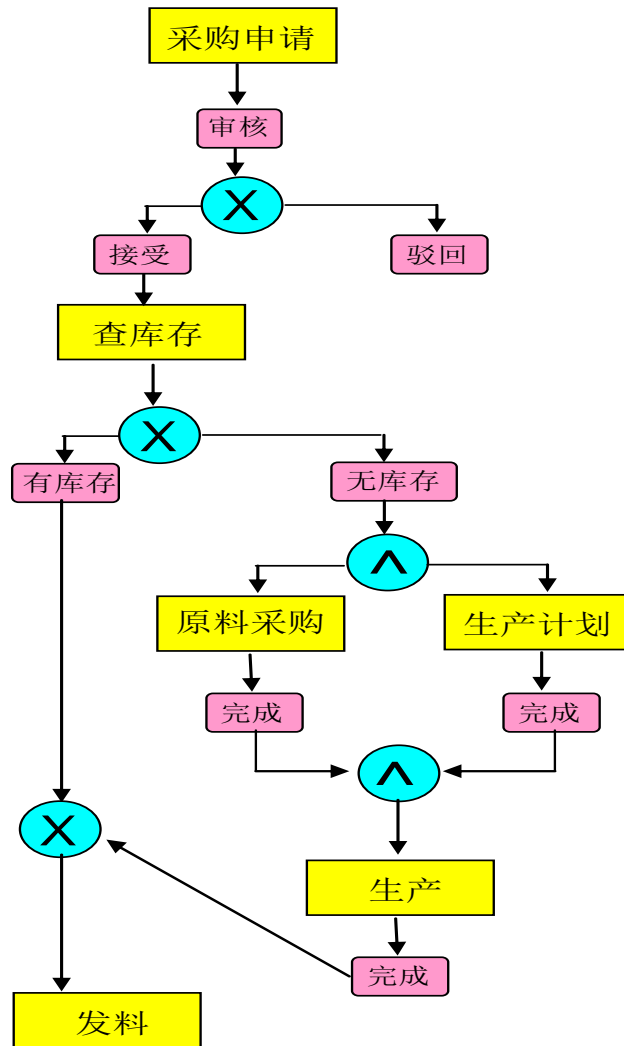 采购申请
审核
X
接受
驳回
查库存
X
有库存
无库存
∧
原料采购
生产计划
完成
完成
∧
X
生产
完成
发料